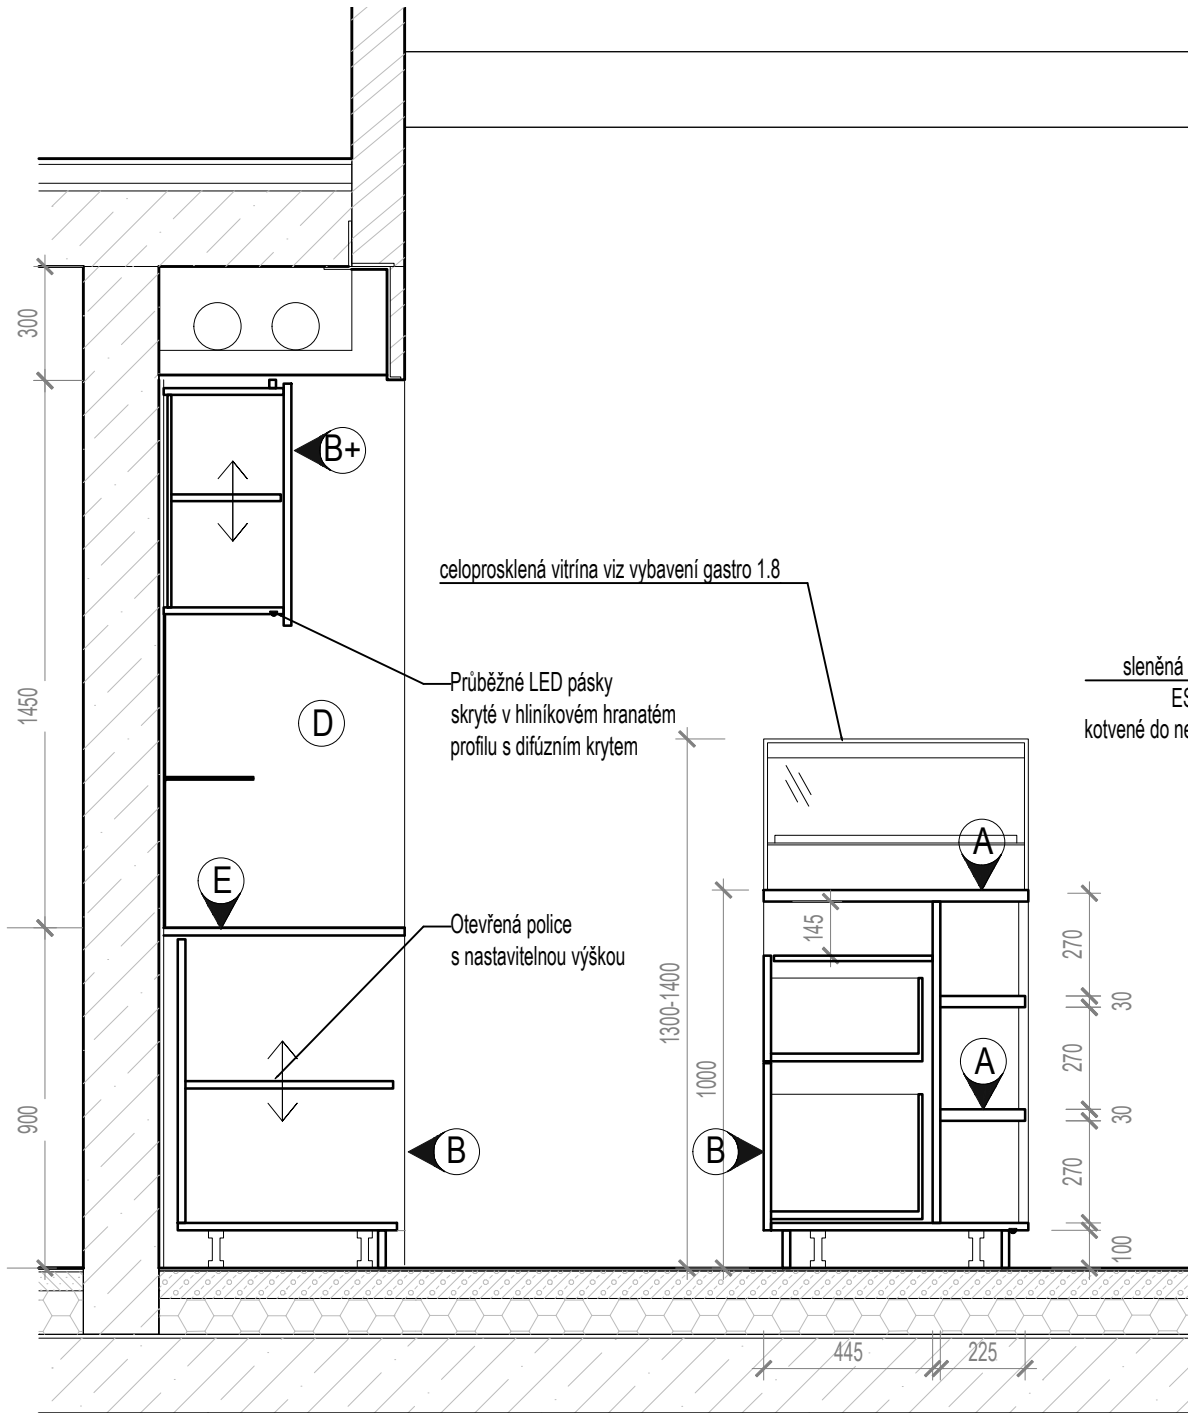 300
B+
celoprosklená vitrína viz vybavení gastro 1.8
Průběžné LED pásky
skryté v hliníkovém hranatém
profilu s difúzním krytem
sleněná
ES
kotvené do ne
1450
D
A
E
145
270
Otevřená police
s nastavitelnou výškou
1300-1400
30
1000
A
270
900
30
B
B
270
100
445
225